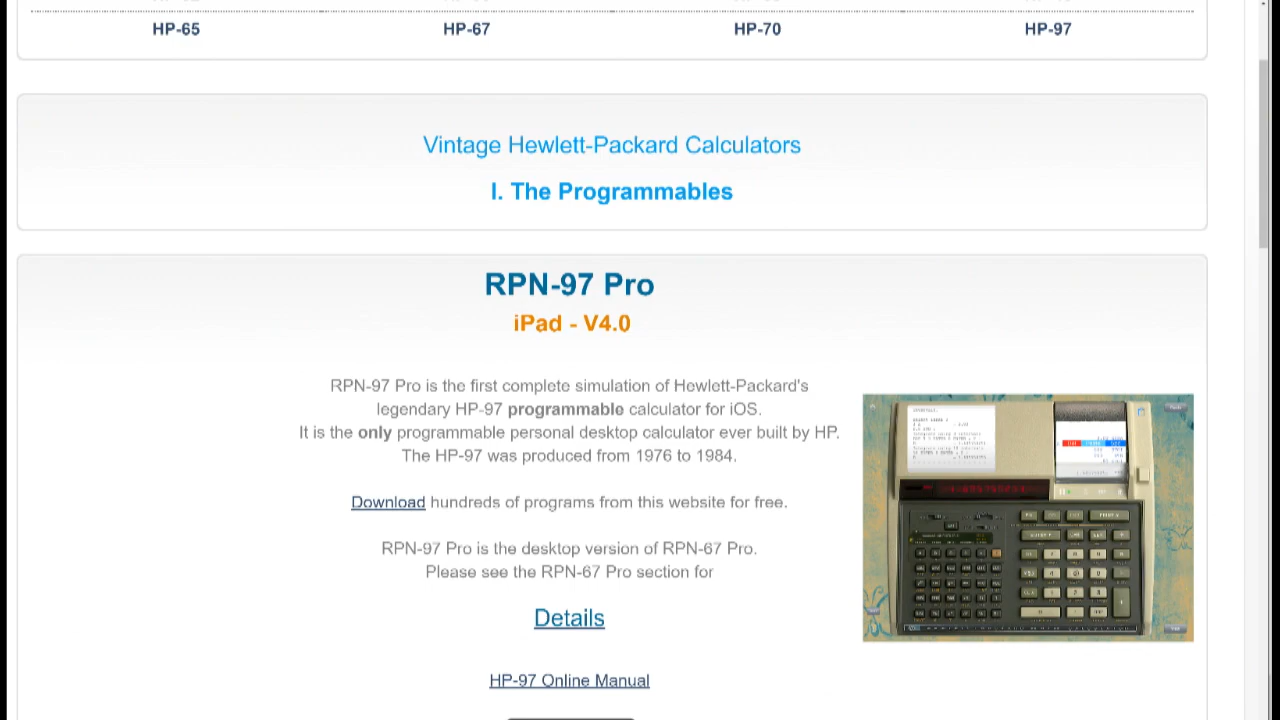 HP-65 HP-67 HP-70 HP-97
Vintage Hewlett-Packard Calculators
I. The Programmables
RPN-97 Pro
iPad - V4.0
RPN-97 Pro is the first complete simulation of Hewlett-Packard's
legendary HP-97 programmable calculator for iOS.
It is the only programmable personal desktop calculator ever built by HP.
The HP-97 was produced from 1976 to 1984.
Download hundreds of programs from this website for free.
RPN-97 Pro is the desktop version of RPN-67 Pro.
Please see the RPN-67 Pro section for
Details
HP-97 Online Manual